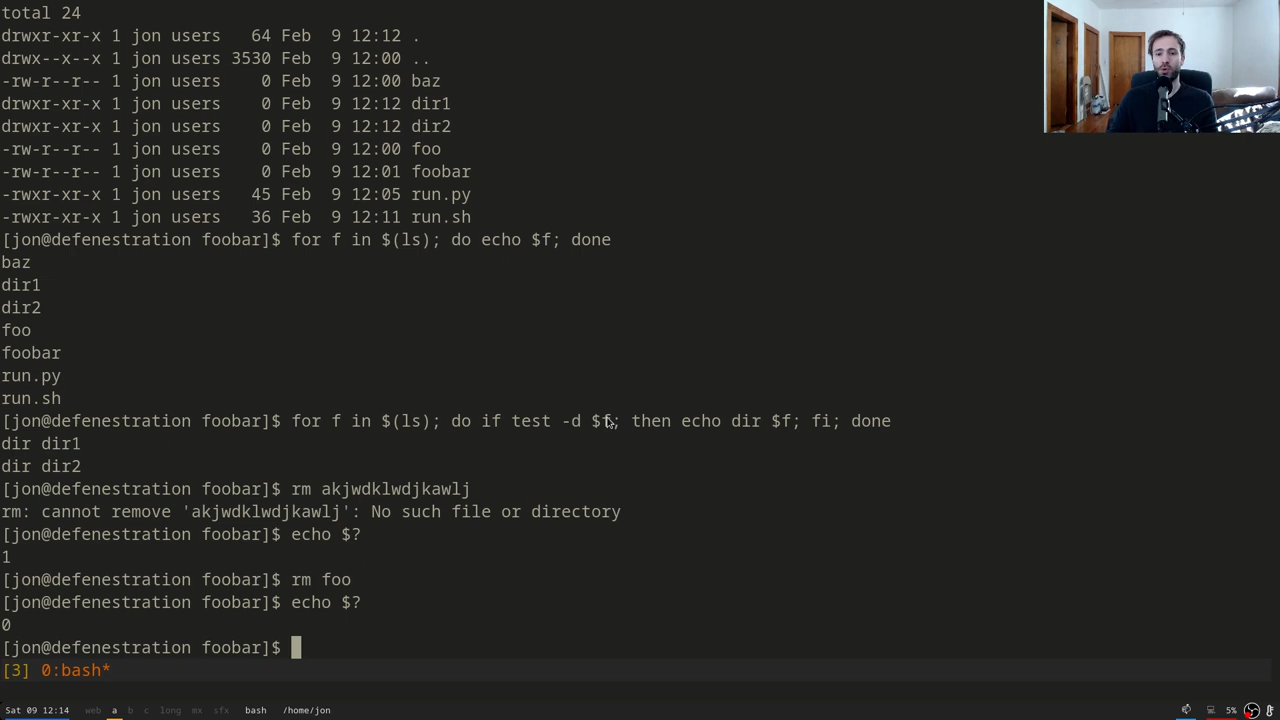 total 24
drwxr-xr-x 1 jon users   64 Feb  9 12:12 .
drwx--x--x 1 jon users 3530 Feb  9 12:00 ..
-rw-r--r-- 1 jon users    0 Feb  9 12:00 baz
drwxr-xr-x 1 jon users    0 Feb  9 12:12 dir1
drwxr-xr-x 1 jon users    0 Feb  9 12:12 dir2
-rw-r--r-- 1 jon users    0 Feb  9 12:00 foo
-rw-r--r-- 1 jon users    0 Feb  9 12:01 foobar
-rwxr-xr-x 1 jon users   45 Feb  9 12:05 run.py
-rwxr-xr-x 1 jon users   36 Feb  9 12:11 run.sh
[jon@defenestration foobar]$ for f in $(ls); do echo $f; done
baz
dir1
dir2
foo
foobar
run.py
run.sh
[jon@defenestration foobar]$ for f in $(ls); do if test -d $f; then echo dir $f; fi; done
dir dir1
dir dir2
[jon@defenestration foobar]$ rm akjwdklwdjkawlj
rm: cannot remove 'akjwdklwdjkawlj': No such file or directory
[jon@defenestration foobar]$ echo $?
1
[jon@defenestration foobar]$ rm foo
[jon@defenestration foobar]$ echo $?
0
[jon@defenestration foobar]$
[3] 0:bash*
Sat 09 12:14 web a b c long mx sfx bash /home/jon 5%